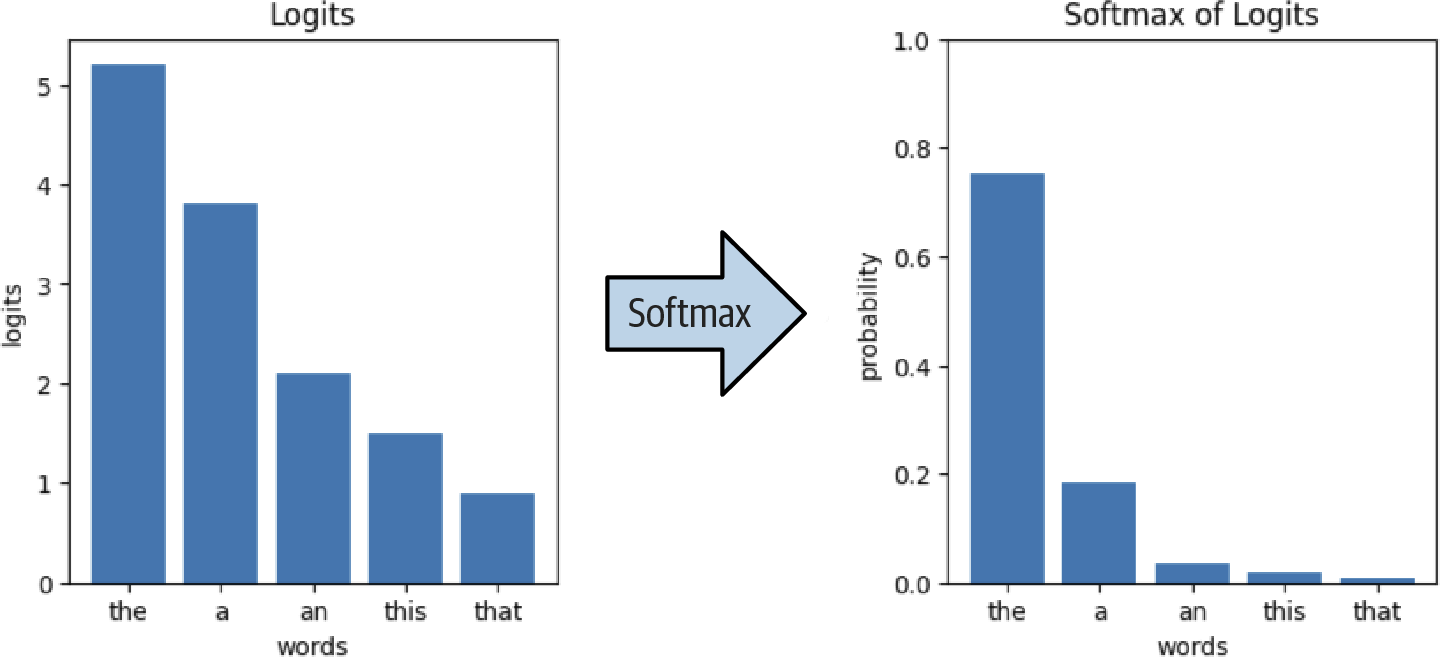 Logits
5
4
3
2
1
0
logits
the a an this that
words
Softmax
Softmax of Logits
1.0
0.8
0.6
0.4
0.2
0.0
probability
the a an this that
words